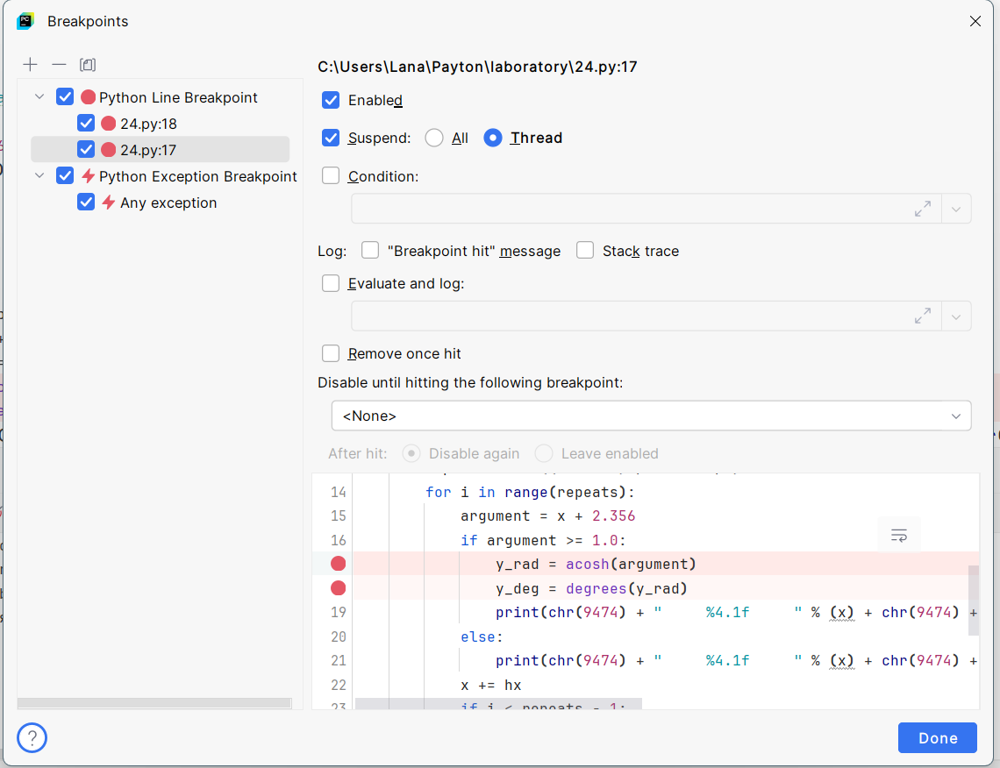 PC
Breakpoints
Python Line Breakpoint
24.py:18
24.py:17
Python Exception Breakpoint
Any exception
C:\Users\Lana\Payton\laboratory\24.py:17
Enabled
Suspend: All Thread
Condition:
Log: "Breakpoint hit" message Stack trace
Evaluate and log:
Remove once hit
Disable until hitting the following breakpoint:
<None>
After hit: Disable again Leave enabled
14 for i in range(repeats):
15 argument = x + 2.356
16 if argument >= 1.0:
y_rad = acosh(argument)
y_deg = degrees(y_rad)
19 print(chr(9474) + "     %4.1f     " % (x) + chr(9474) +
20 else:
21 print(chr(9474) + "     %4.1f     " % (x) + chr(9474) +
22 x += hx
23 if i < repeats - 1:
?
Done